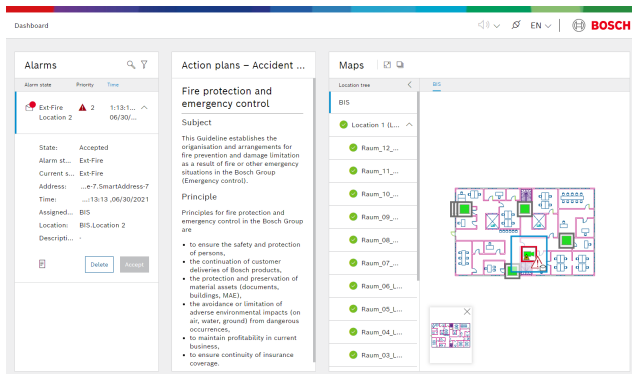 Dashboard
EN
BOSCH
Alarms
Alarm state Priority Time
Ext-Fire 2 1:13:1...
Location 2 06/30/...
State: Accepted
Alarm st... Ext-Fire
Current s... Ext-Fire
Address: ...e-7.SmartAddress-7
Time: ...:13:13 ,06/30/2021
Assigned... BIS
Location: BIS.Location 2
Descripti... -
Delete Accept
Action plans – Accident ...
Fire protection and
emergency control
Subject
This Guideline establishes the
organisation and arrangements for
fire prevention and damage limitation
as a result of fire or other emergency
situations in the Bosch Group
(Emergency control).
Principle
Principles for fire protection and
emergency control in the Bosch Group
are
• to ensure the safety and protection
of persons,
• the continuation of customer
deliveries of Bosch products,
• the protection and preservation of
material assets (documents,
buildings, MAE),
• the avoidance or limitation of
adverse environmental impacts (on
air, water, ground) from dangerous
occurrences,
• to maintain profitability in current
business,
• to ensure continuity of insurance
coverage.
Maps
Location tree
BIS
Location 1 (L...
Raum_12_...
Raum_11_...
Raum_10_...
Raum_09_...
Raum_08_...
Raum_07_...
Raum_06_L...
Raum_05_L...
Raum_04_L...
Raum_03_L...
BIS